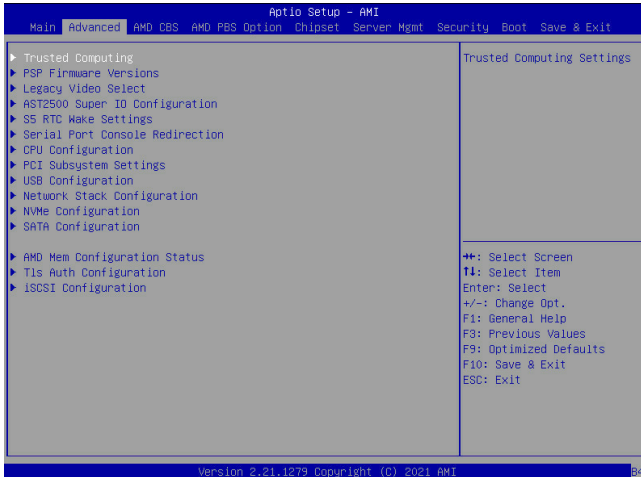 Aptio Setup - AMI
Main Advanced AMD CBS AMD PBS Option Chipset Server Mgmt Security Boot Save & Exit
Trusted Computing
PSP Firmware Versions
Legacy Video Select
AST2500 Super IO Configuration
S5 RTC Wake Settings
Serial Port Console Redirection
CPU Configuration
PCI Subsystem Settings
USB Configuration
Network Stack Configuration
NVMe Configuration
SATA Configuration
AMD Mem Configuration Status
Tls Auth Configuration
iSCSI Configuration
Trusted Computing Settings
→←: Select Screen
↑↓: Select Item
Enter: Select
+/-: Change Opt.
F1: General Help
F3: Previous Values
F9: Optimized Defaults
F10: Save & Exit
ESC: Exit
Version 2.21.1279 Copyright (C) 2021 AMI